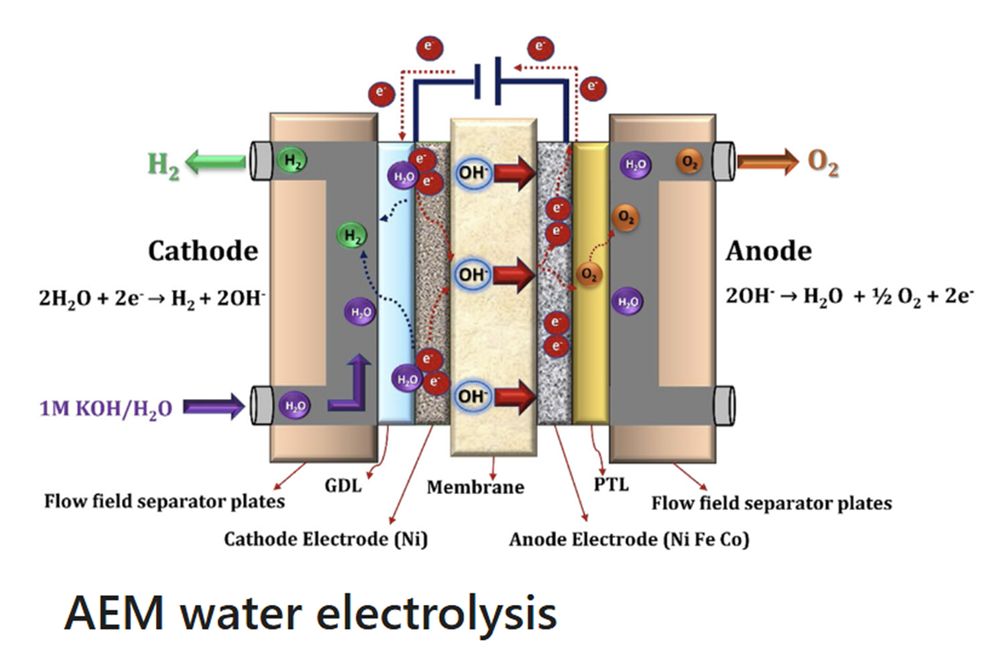 e⁻ e⁻
e⁻ e⁻
H₂ H₂ H₂O e⁻ e⁻ OH⁻ H₂O O₂ O₂
e⁻ e⁻ O₂
H₂ OH⁻ O₂
Cathode Anode
2H₂O + 2e⁻ → H₂ + 2OH⁻ 2OH⁻ → H₂O + ½ O₂ + 2e⁻
H₂O H₂O
e⁻ e⁻
H₂O e⁻ e⁻ OH⁻
1M KOH/H₂O H₂O
GDL Membrane PTL
Flow field separator plates Flow field separator plates
Cathode Electrode (Ni) Anode Electrode (Ni Fe Co)
AEM water electrolysis